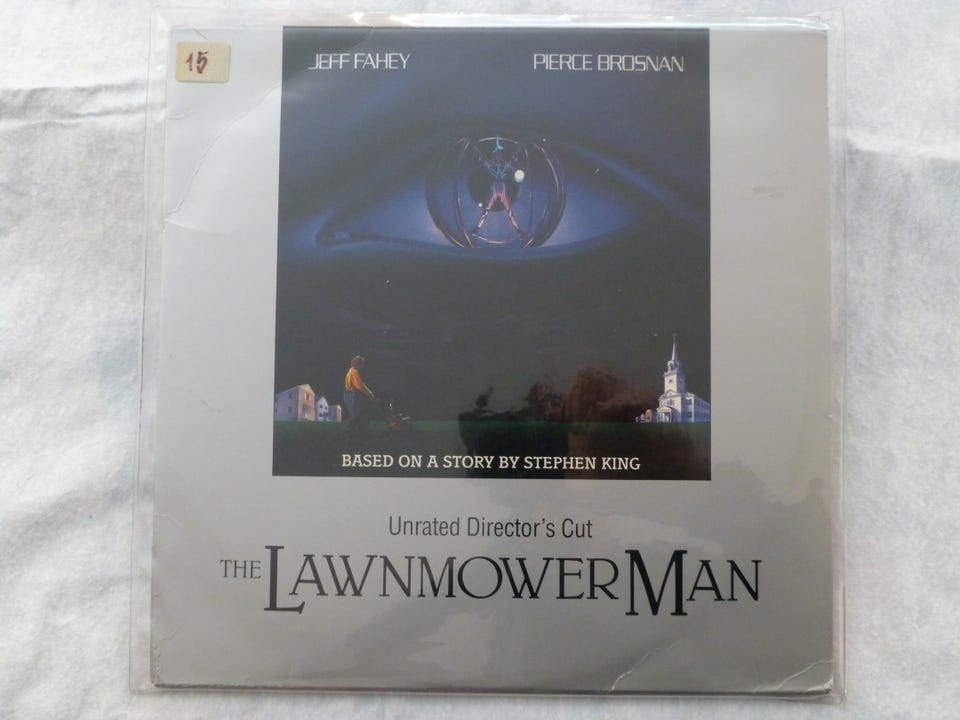 15
JEFF FAHEY PIERCE BROSNAN
BASED ON A STORY BY STEPHEN KING
Unrated Director's Cut
THE LAWNMOWER MAN